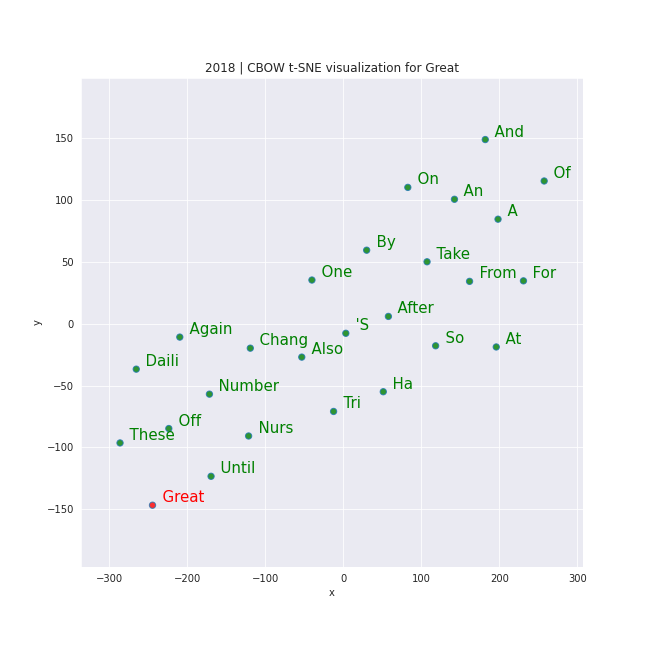 2018 | CBOW t-SNE visualization for Great
And
Of
On
An
A
By
Take
One
From
For
After
'S
Again
Chang
Also
So
At
Daili
Number
Ha
Tri
Off
These
Nurs
Until
Great
150
100
50
0
−50
−100
−150
y
−300
−200
−100
0
100
200
300
x